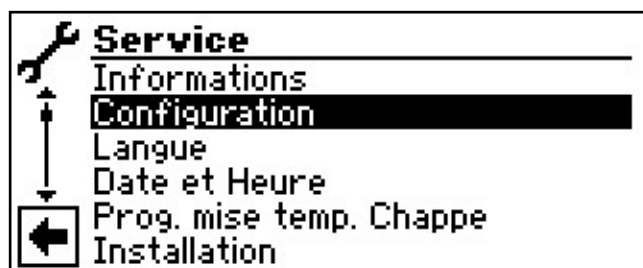 Service
Informations
Configuration
Langue
Date et Heure
Prog. mise temp. Chappe
Installation